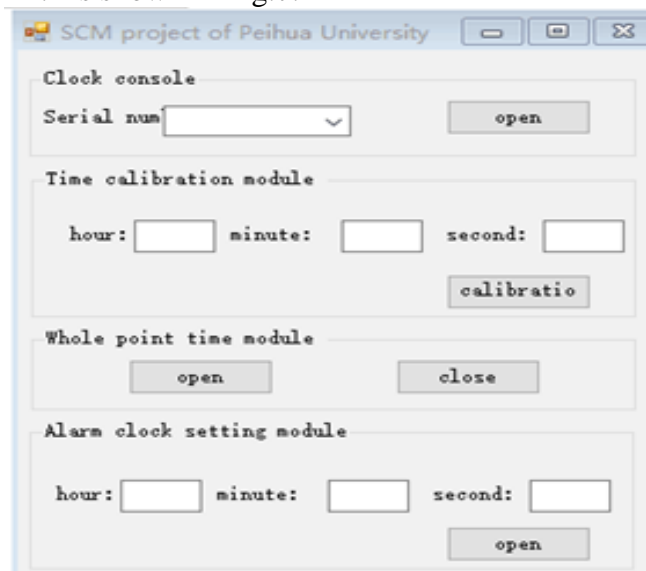 SCM project of Peihua University
Clock console
Serial num
open
Time calibration module
hour: minute: second:
calibratio
Whole point time module
open close
Alarm clock setting module
hour: minute: second:
open